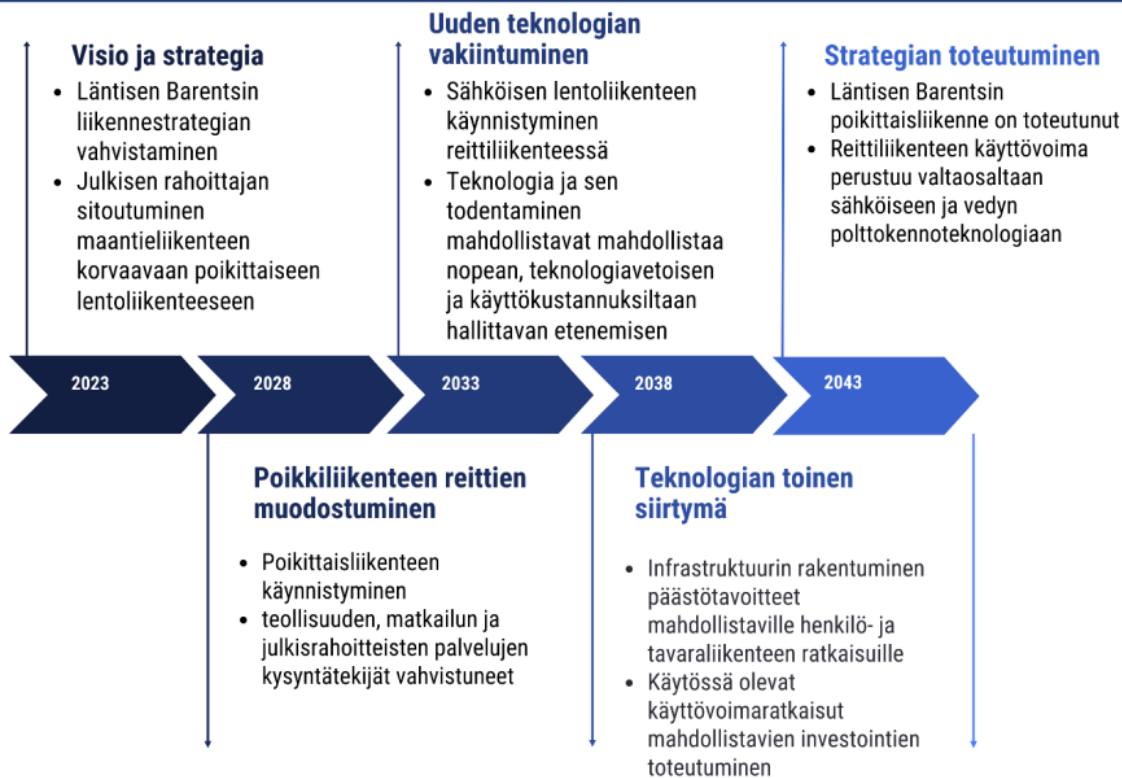 Visio ja strategia
• Läntisen Barentsin
liikennestrategian
vahvistaminen
• Julkisen rahoittajan
sitoutuminen
maantieliikenteen
korvaavaan poikittaiseen
lentoliikenteeseen
Uuden teknologian
vakiintuminen
• Sähköisen lentoliikenteen
käynnistyminen
reittiliikenteessä
• Teknologia ja sen
todentaminen
mahdollistavat mahdollistaa
nopean, teknologiavetoisen
ja käyttökustannuksiltaan
hallittavan etenemisen
Strategian toteutuminen
• Läntisen Barentsin
poikittaisliikenne on toteutunut
• Reittiliikenteen käyttövoima
perustuu valtaosaltaan
sähköiseen ja vedyn
polttokennoteknologiaan
2023
2028
2033
2038
2043
Poikkiliikenteen reittien
muodostuminen
• Poikittaisliikenteen
käynnistyminen
• teollisuuden, matkailun ja
julkisrahoitteisten palvelujen
kysyntätekijät vahvistuneet
Teknologian toinen
siirtymä
• Infrastruktuurin rakentuminen
päästötavoitteet
mahdollistaville henkilö- ja
tavaraliikenteen ratkaisuille
• Käytössä olevat
käyttövoimaratkaisut
mahdollistavien investointien
toteutuminen